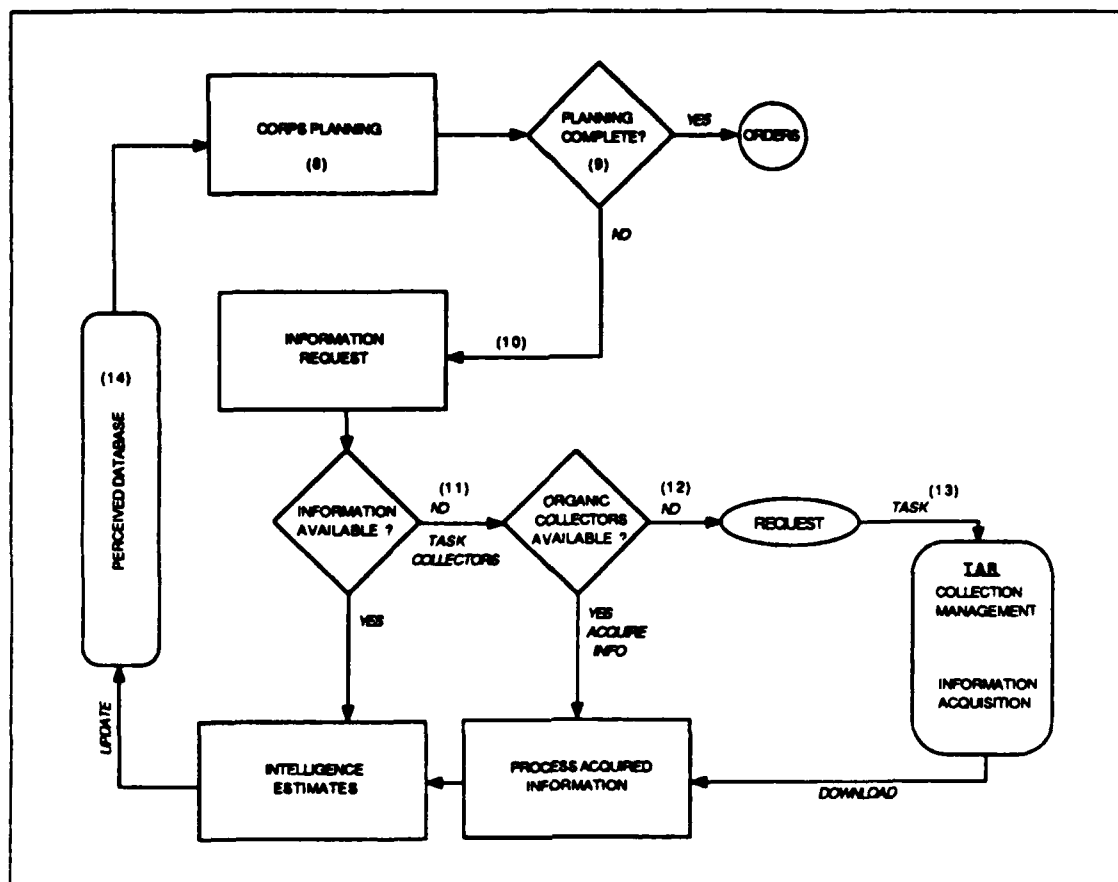 CORPS PLANNING
(8)
PLANNING
COMPLETE?
(9)
YES
ORDERS
NO
(10)
INFORMATION
REQUEST
(14)
PERCEIVED DATABASE
INFORMATION
AVAILABLE ?
(11)
NO
TASK
COLLECTORS
ORGANIC
COLLECTORS
AVAILABLE ?
(12)
NO
REQUEST
TASK
(13)
IAR
COLLECTION
MANAGEMENT
INFORMATION
ACQUISITION
YES
YES
ACQUIRE
INFO
UPDATE
INTELLIGENCE
ESTIMATES
PROCESS ACQUIRED
INFORMATION
DOWNLOAD